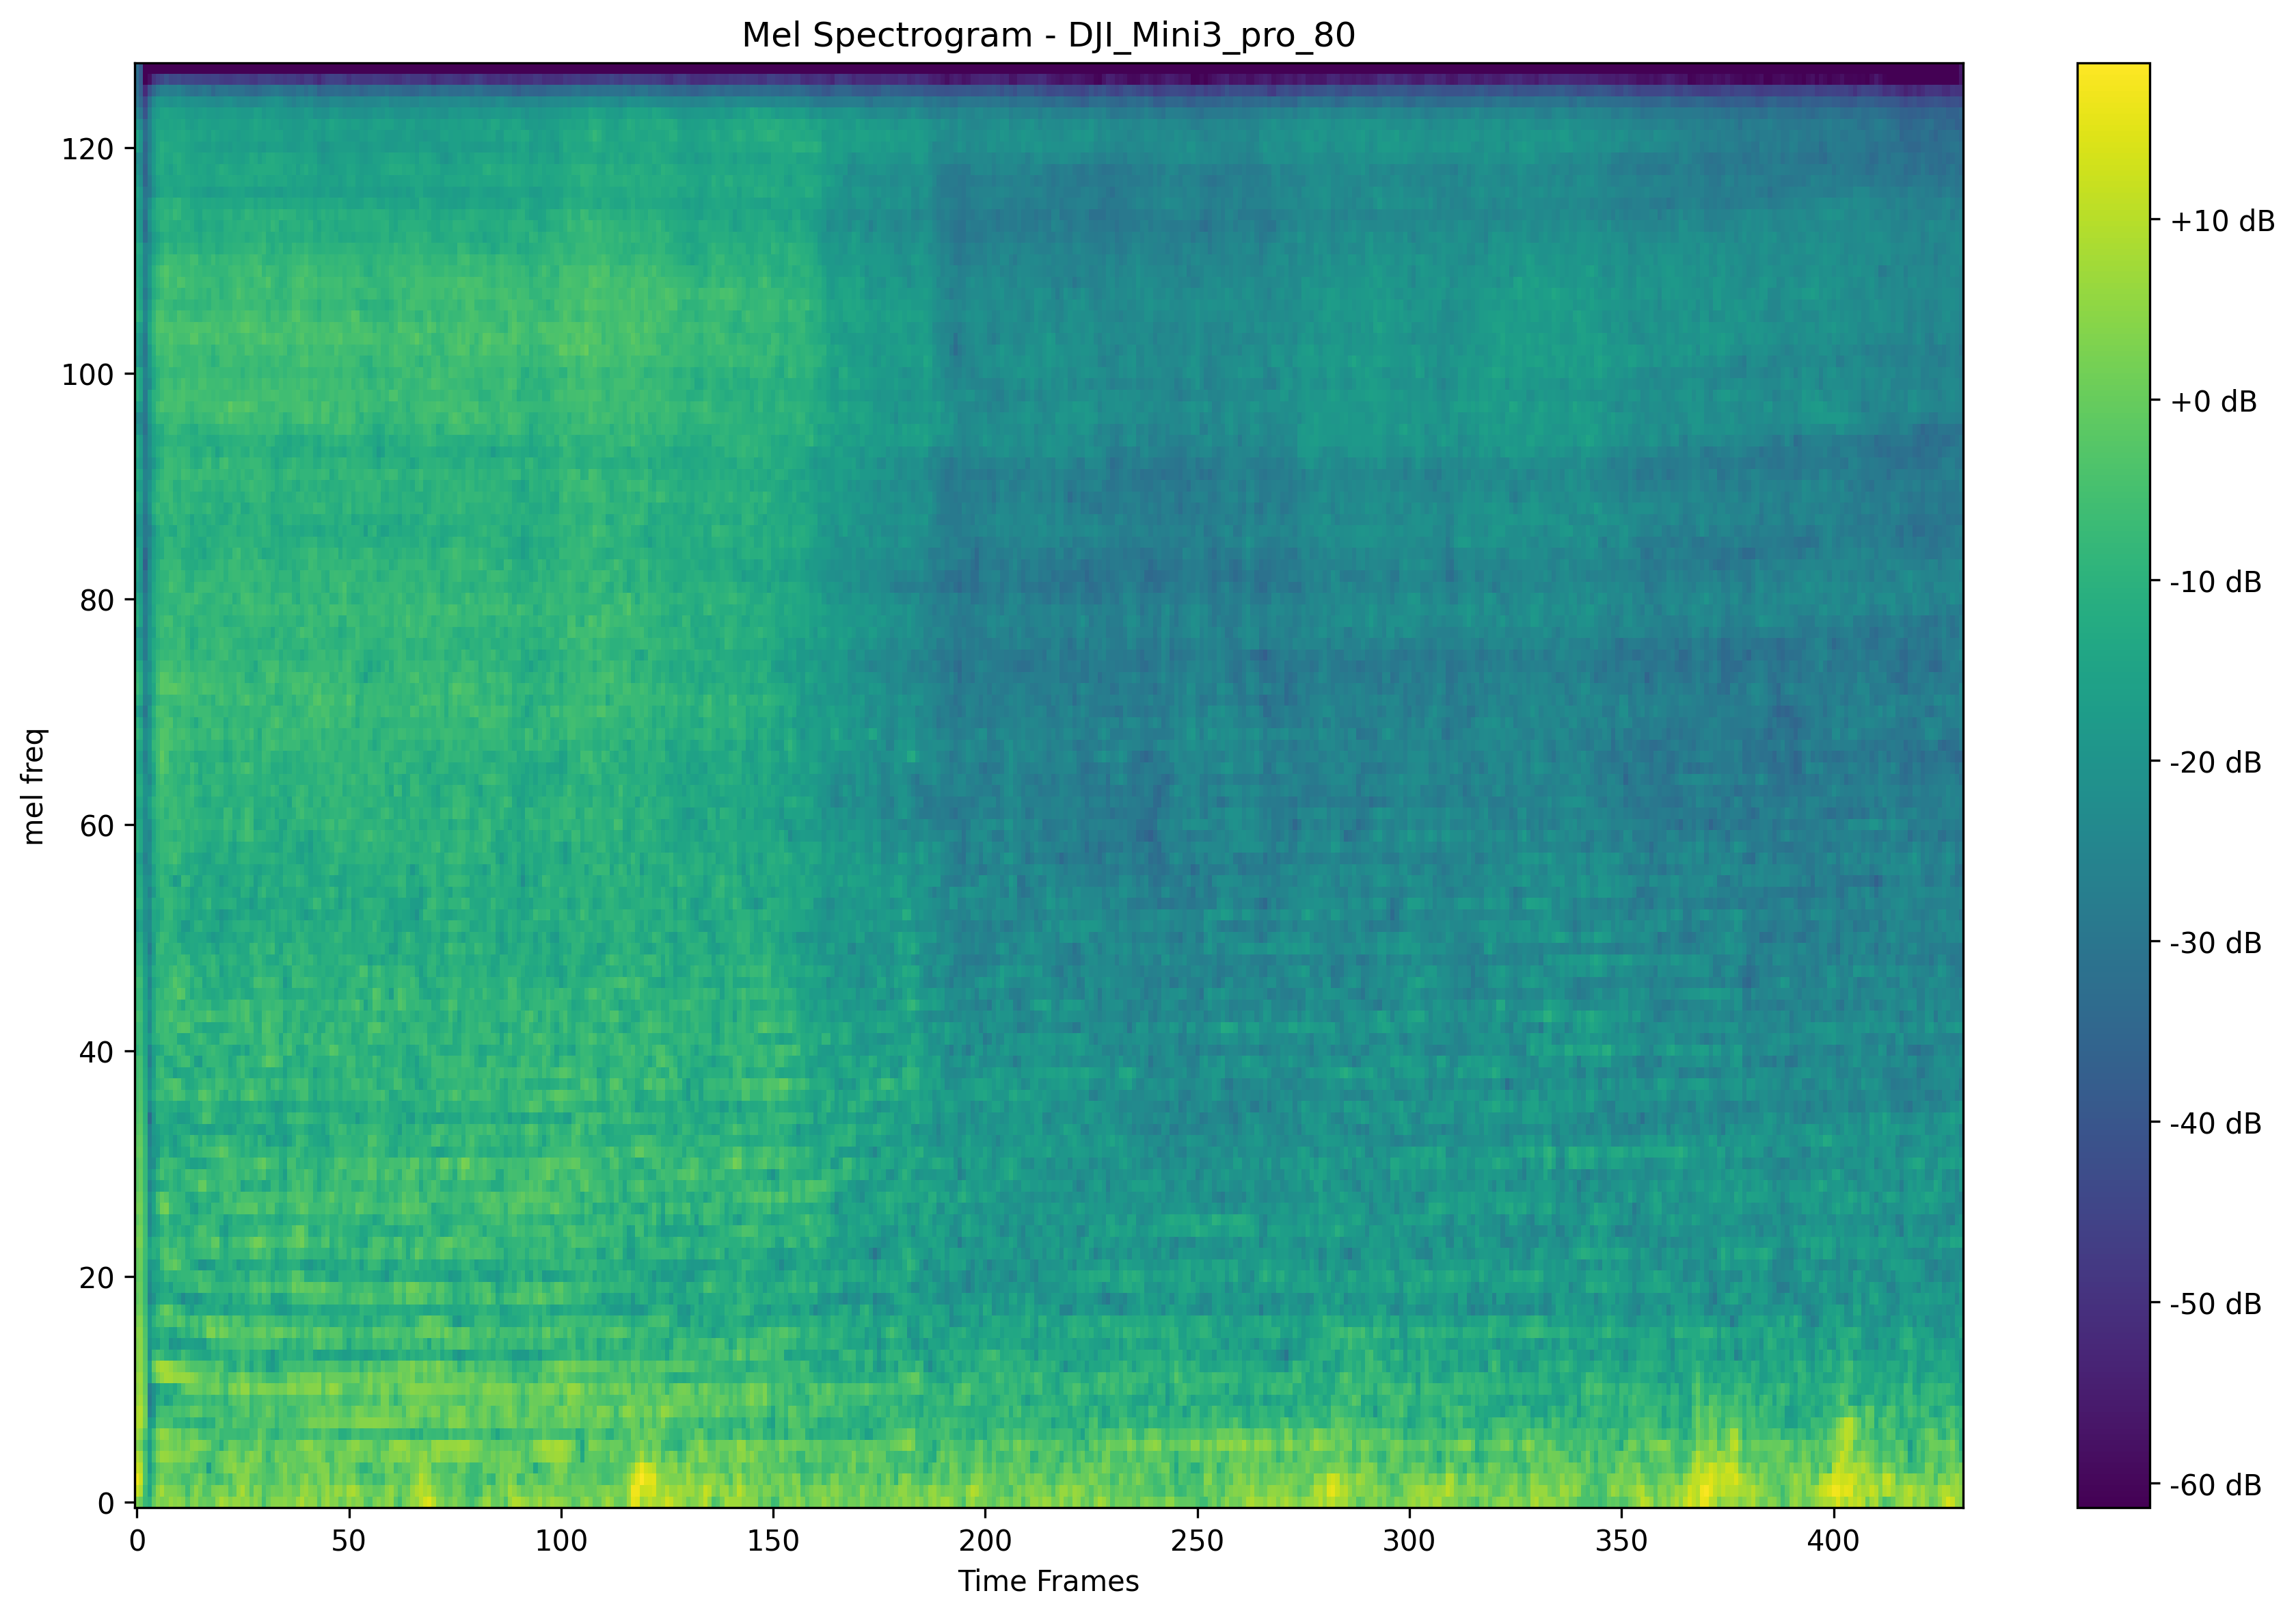 Mel Spectrogram - DJI_Mini3_pro_80
mel freq
120
100
80
60
40
20
0
0 50 100 150 200 250 300 350 400
Time Frames
+10 dB
+0 dB
-10 dB
-20 dB
-30 dB
-40 dB
-50 dB
-60 dB